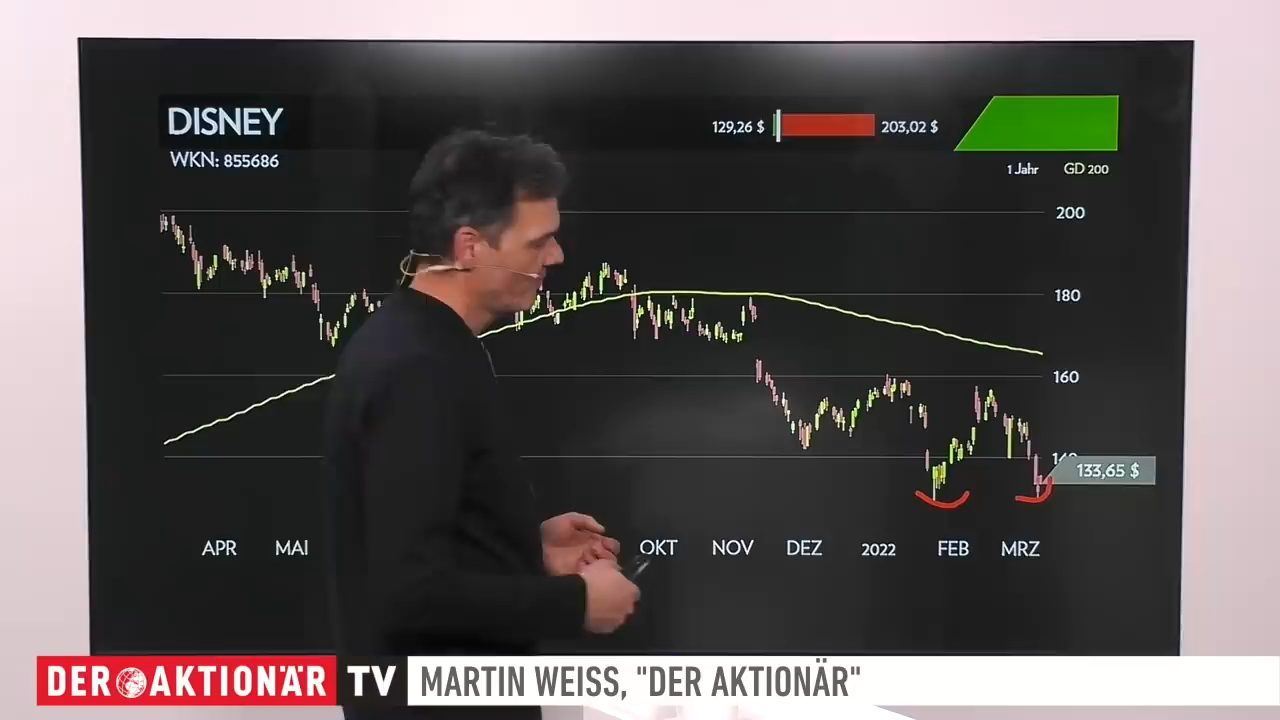 DISNEY
WKN: 855686
129,26 $ 203,02 $
1 Jahr GD 200
200
180
160
133,65 $
APR MAI OKT NOV DEZ 2022 FEB MRZ
DER AKTIONÄR TV MARTIN WEISS, "DER AKTIONÄR"